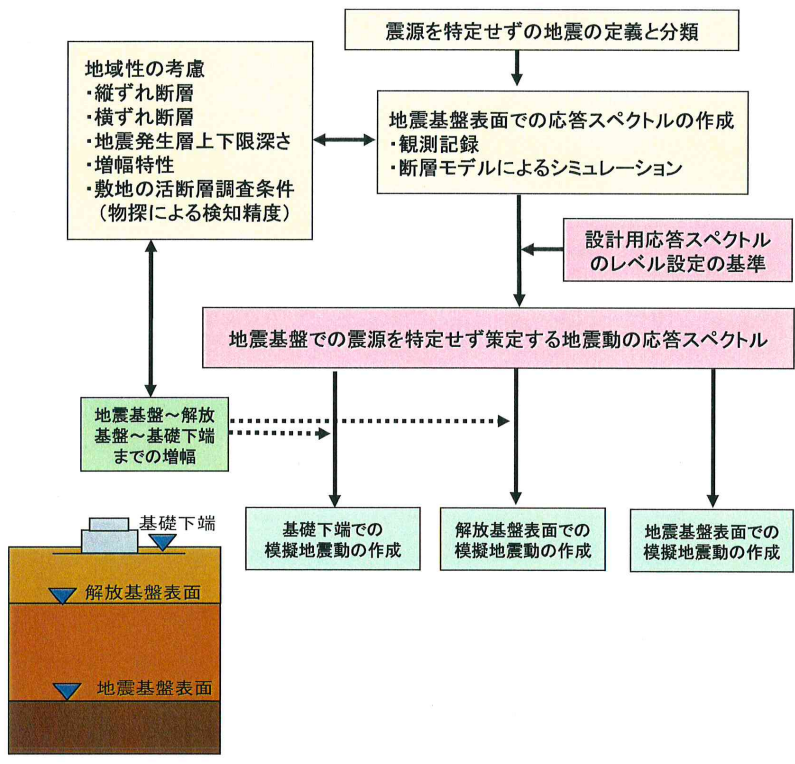 震源を特定せずの地震の定義と分類
地域性の考慮
・縦ずれ断層
・横ずれ断層
・地震発生層上下限深さ
・増幅特性
・敷地の活断層調査条件
（物探による検知精度）
地震基盤表面での応答スペクトルの作成
・観測記録
・断層モデルによるシミュレーション
設計用応答スペクトル
のレベル設定の基準
地震基盤での震源を特定せず策定する地震動の応答スペクトル
地震基盤～解放
基盤～基礎下端
までの増幅
基礎下端での
模擬地震動の作成
解放基盤表面での
模擬地震動の作成
地震基盤表面での
模擬地震動の作成
基礎下端
解放基盤表面
地震基盤表面